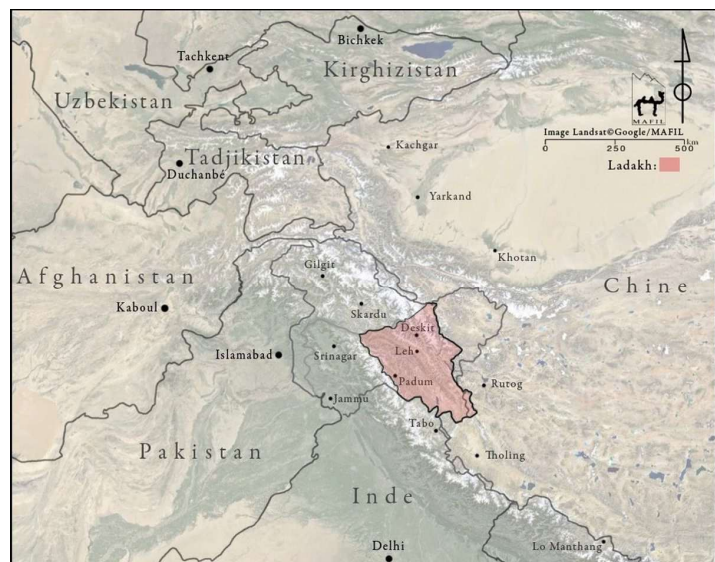 Bichkek
Tachkent
Kirghizistan
Uzbekistan
MAFIL
Image Landsat©Google/MAFIL
0 250 500 km
Ladakh:
Kachgar
Tadjikistan
Duchanbé
Yarkand
Khotan
Gilgit
Afghanistan
Chine
Kaboul
Skardu
Deskit
Islamabad
Srinagar
Leh
Padum
Rutog
Jammu
Tabo
Pakistan
Tholing
Inde
Delhi
Lo Manthang